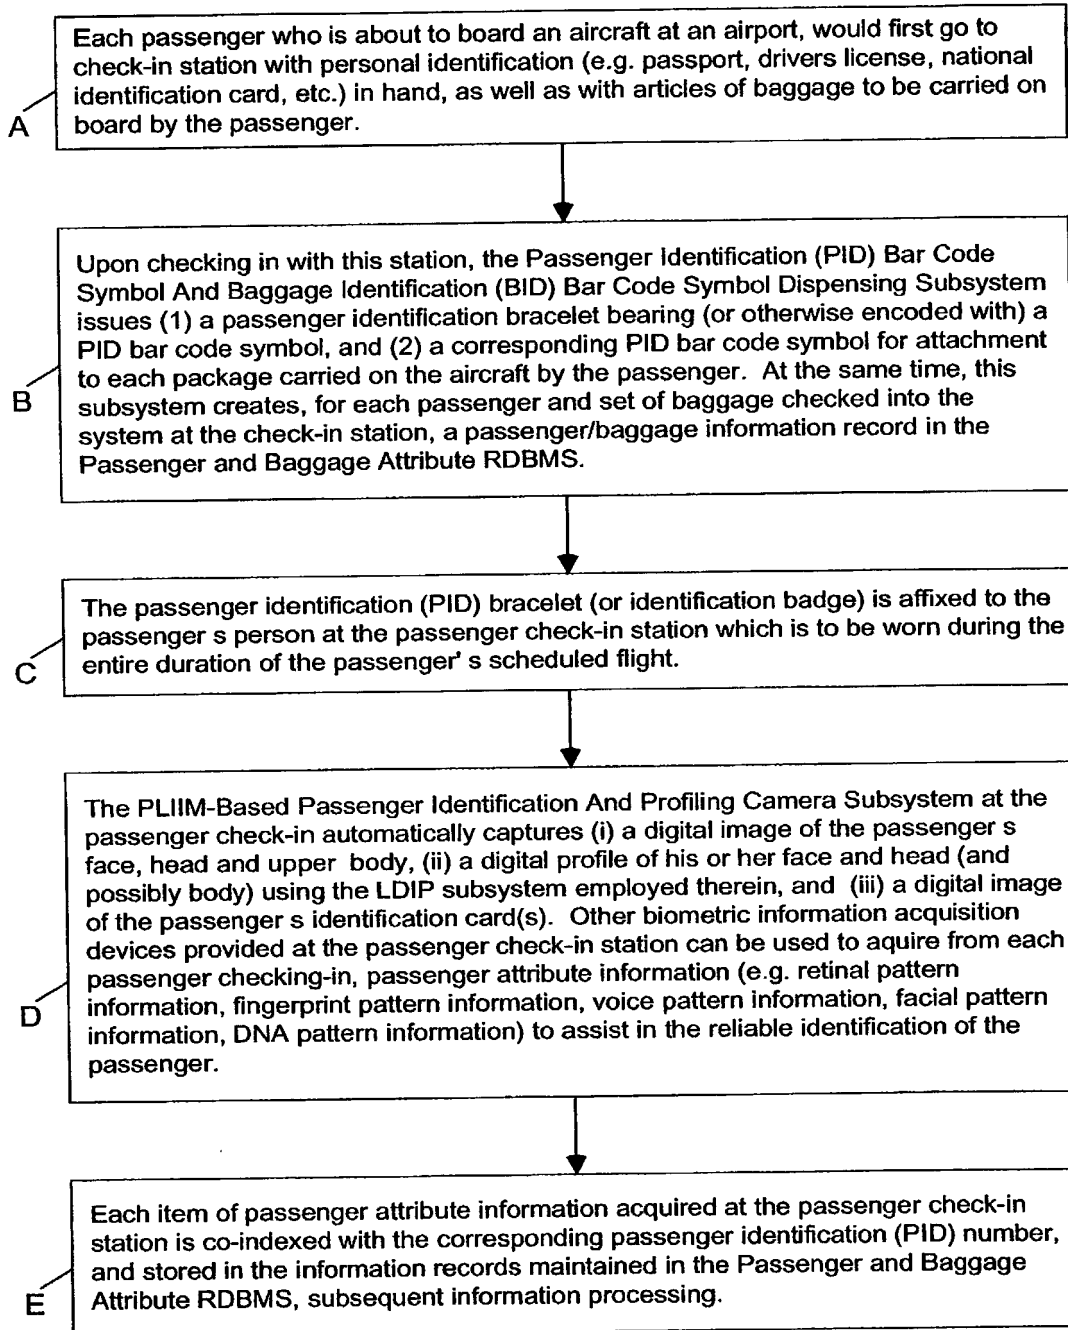 Each passenger who is about to board an aircraft at an airport, would first go to
check-in station with personal identification (e.g. passport, drivers license, national
identification card, etc.) in hand, as well as with articles of baggage to be carried on
board by the passenger.
A
Upon checking in with this station, the Passenger Identification (PID) Bar Code
Symbol And Baggage Identification (BID) Bar Code Symbol Dispensing Subsystem
issues (1) a passenger identification bracelet bearing (or otherwise encoded with) a
PID bar code symbol, and (2) a corresponding PID bar code symbol for attachment
to each package carried on the aircraft by the passenger. At the same time, this
subsystem creates, for each passenger and set of baggage checked into the
system at the check-in station, a passenger/baggage information record in the
Passenger and Baggage Attribute RDBMS.
B
The passenger identification (PID) bracelet (or identification badge) is affixed to the
passenger s person at the passenger check-in station which is to be worn during the
entire duration of the passenger' s scheduled flight.
C
The PLIIM-Based Passenger Identification And Profiling Camera Subsystem at the
passenger check-in automatically captures (i) a digital image of the passenger s
face, head and upper body, (ii) a digital profile of his or her face and head (and
possibly body) using the LDIP subsystem employed therein, and (iii) a digital image
of the passenger s identification card(s). Other biometric information acquisition
devices provided at the passenger check-in station can be used to aquire from each
passenger checking-in, passenger attribute information (e.g. retinal pattern
information, fingerprint pattern information, voice pattern information, facial pattern
information, DNA pattern information) to assist in the reliable identification of the
passenger.
D
Each item of passenger attribute information acquired at the passenger check-in
station is co-indexed with the corresponding passenger identification (PID) number,
and stored in the information records maintained in the Passenger and Baggage
Attribute RDBMS, subsequent information processing.
E